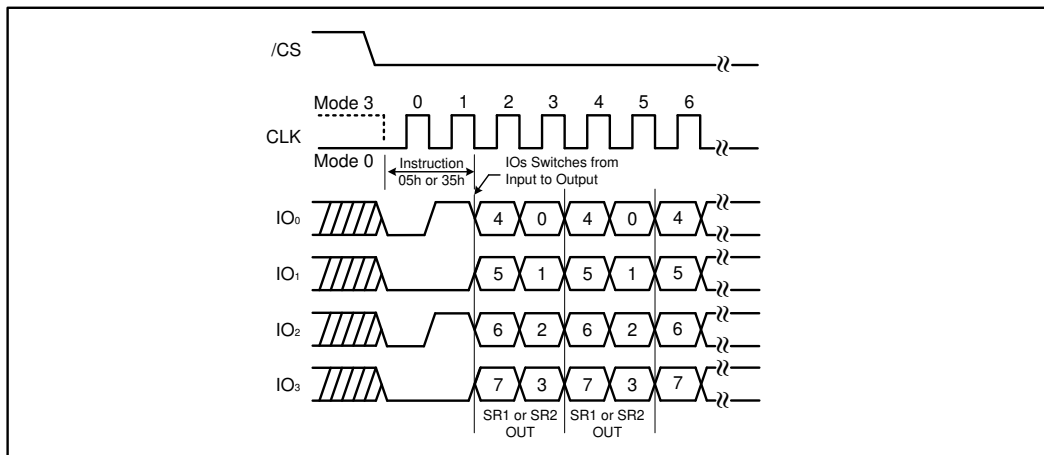 /CS
Mode 3 0 1 2 3 4 5 6
CLK
Mode 0
Instruction
05h or 35h
IOs Switches from
Input to Output
IO₀ 4 0 4 0 4
IO₁ 5 1 5 1 5
IO₂ 6 2 6 2 6
IO₃ 7 3 7 3 7
SR1 or SR2
OUT
SR1 or SR2
OUT